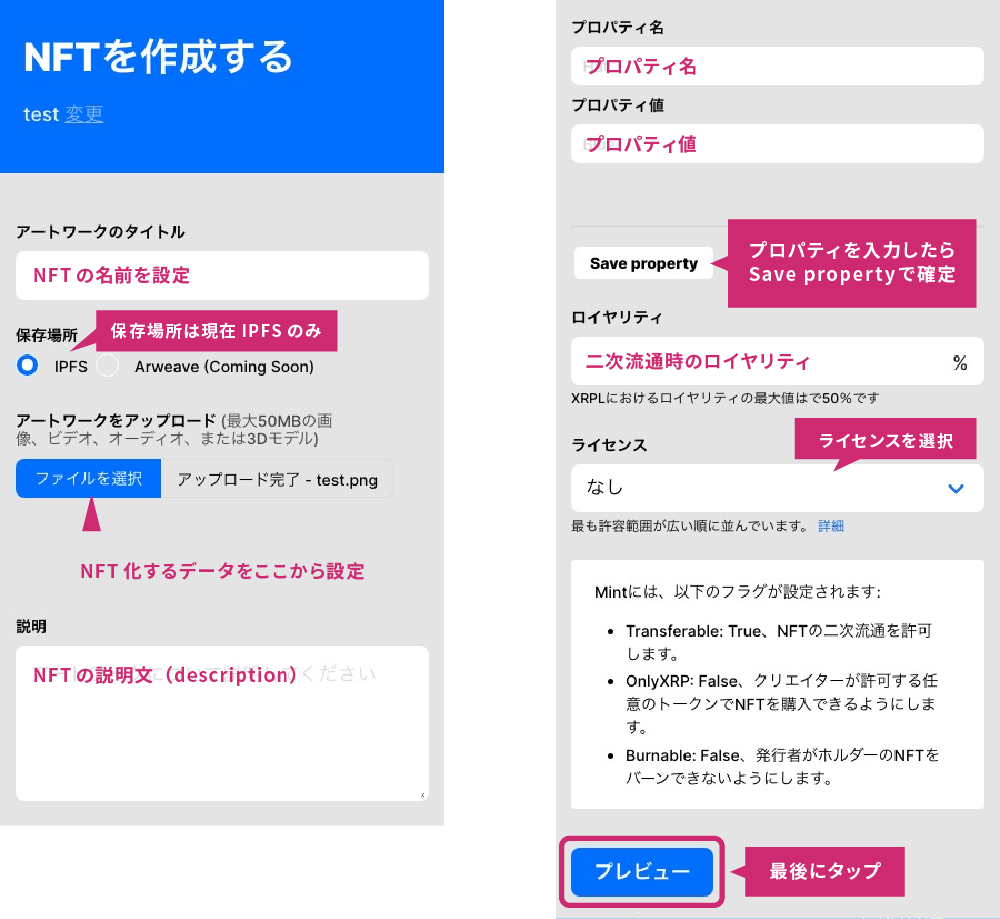 NFTを作成する
test 変更
アートワークのタイトル
NFT の名前を設定
保存場所
保存場所は現在 IPFS のみ
IPFS
Arweave (Coming Soon)
アートワークをアップロード (最大50MBの画
像、ビデオ、オーディオ、または3Dモデル)
ファイルを選択
アップロード完了 - test.png
NFT 化するデータをここから設定
説明
NFT の説明文（description）
ください
プロパティ名
プロパティ名
プロパティ値
プロパティ値
Save property
プロパティを入力したら
Save propertyで確定
ロイヤリティ
二次流通時のロイヤリティ
%
XRPLにおけるロイヤリティの最大値はで50%です
ライセンスを選択
ライセンス
なし
最も許容範囲が広い順に並んでいます。 詳細
Mintには、以下のフラグが設定されます:
• Transferable: True、NFTの二次流通を許可
します。
• OnlyXRP: False、クリエイターが許可する任
意のトークンでNFTを購入できるようにしま
す。
• Burnable: False、発行者がホルダーのNFTを
バーンできないようにします。
プレビュー
最後にタップ